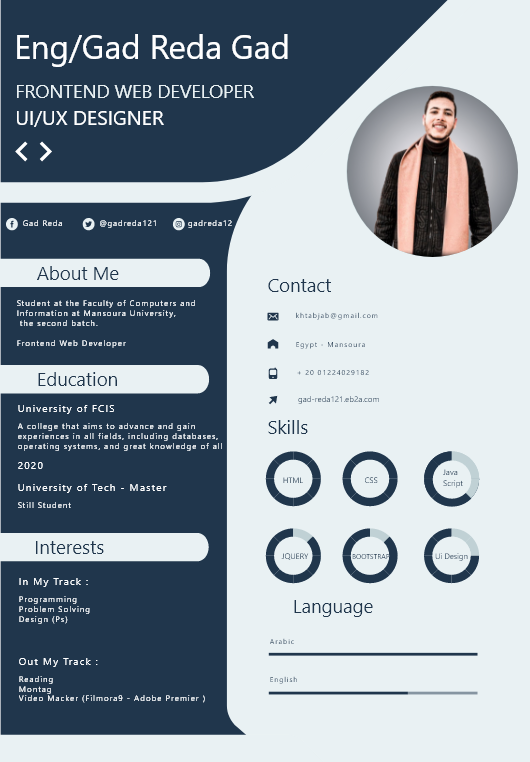 Eng/Gad Reda Gad
FRONTEND WEB DEVELOPER
UI/UX DESIGNER
Gad Reda @gadreda121 gadreda12
About Me
Student at the Faculty of Computers and
Information at Mansoura University,
the second batch.
Frontend Web Developer
Education
University of FCIS
A college that aims to advance and gain
experiences in all fields, including databases,
operating systems, and great knowledge of all
2020
University of Tech - Master
Still Student
Interests
In My Track :
Programming
Problem Solving
Design (Ps)
Out My Track :
Reading
Montag
Video Macker (Filmora9 - Adobe Premier )
Contact
khtabjab@gmail.com
Egypt - Mansoura
+ 20 01224029182
gad-reda121.eb2a.com
Skills
HTML
CSS
Java
Script
JQUERY
BOOTSTRAP
Ui Design
Language
Arabic
English